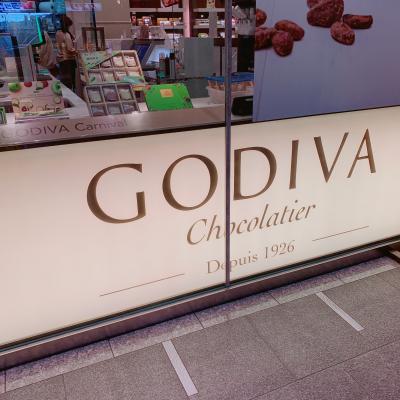 GODIVA Carnival
GODIVA
Chocolatier
Depuis 1926